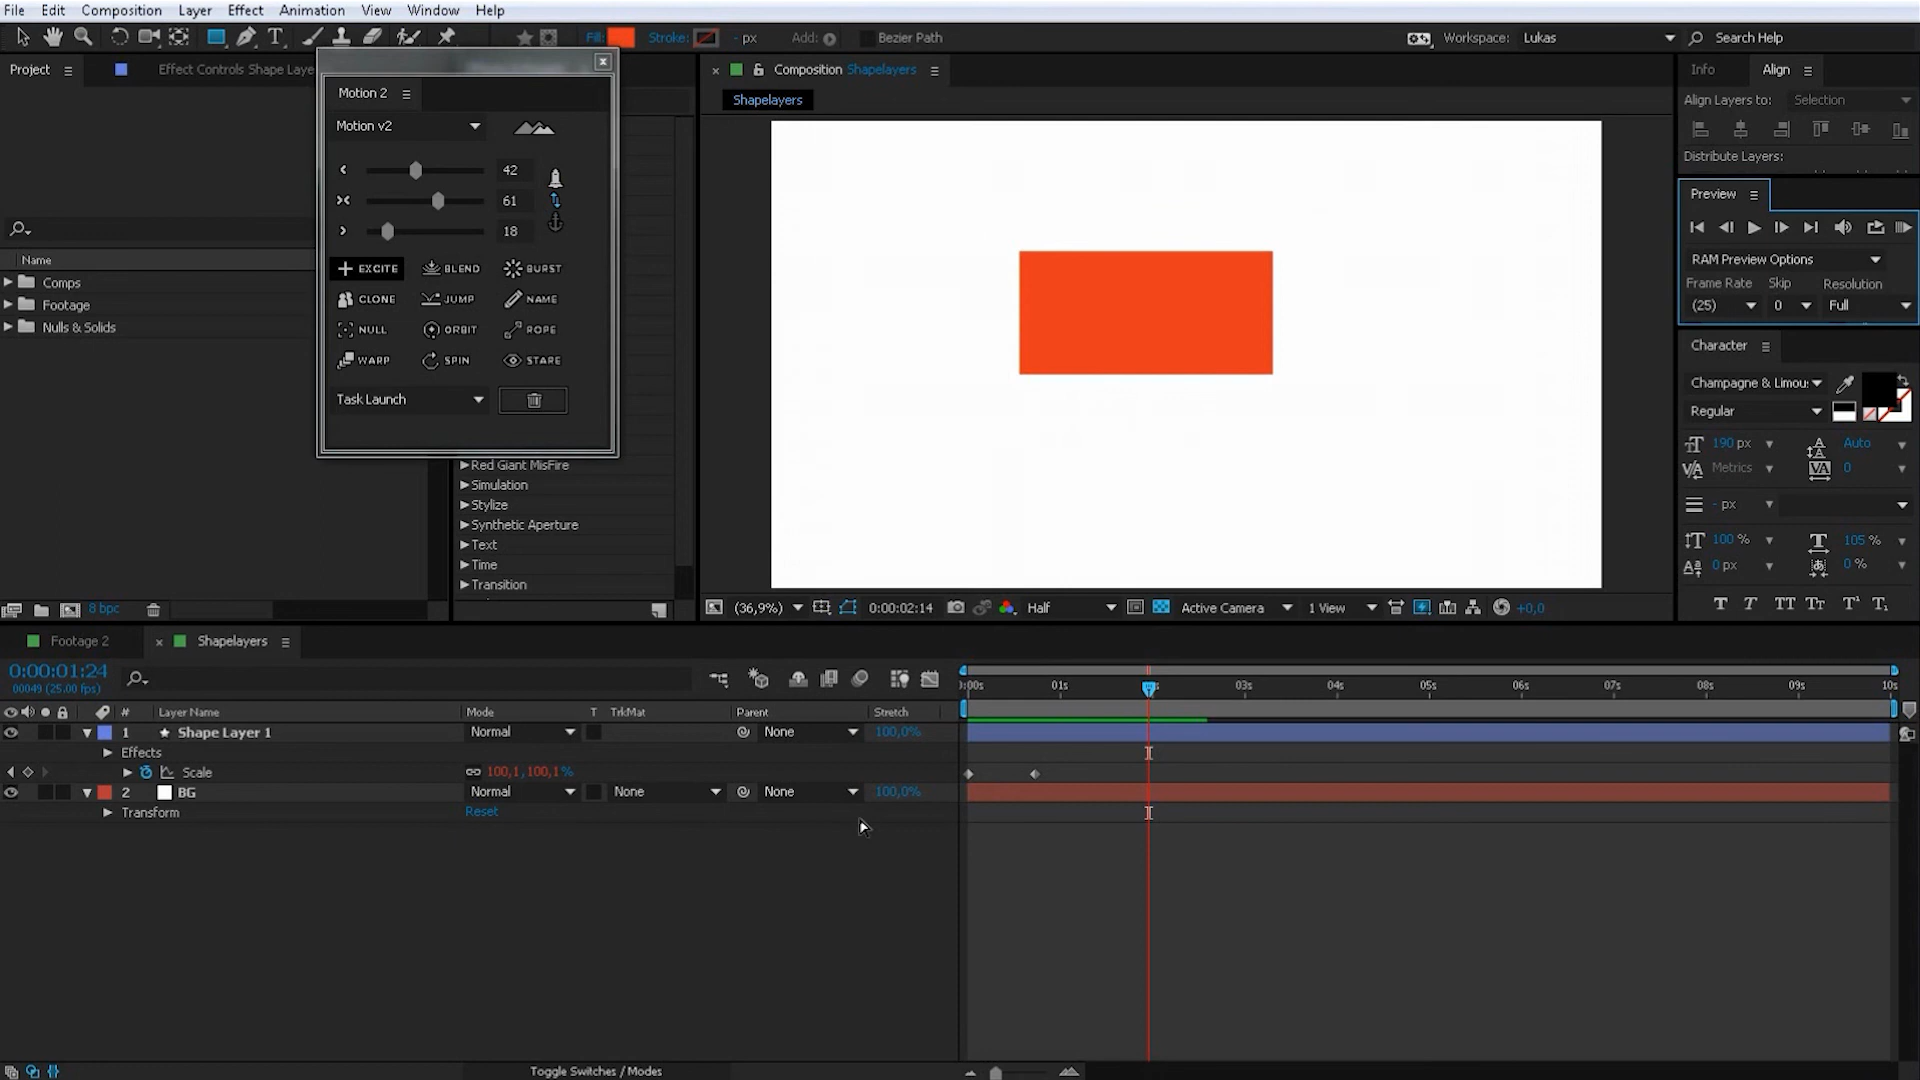 File Edit Composition Layer Effect Animation View Window Help
Fill: Stroke: - px Add: Bezier Path Workspace: Lukas Search Help
Project Effect Controls Shape Laye
Motion 2
Motion v2
42
61
18
EXCITE BLEND BURST
CLONE JUMP NAME
NULL ORBIT ROPE
WARP SPIN STARE
Task Launch
Name
Comps
Footage
Nulls & Solids
8 bpc
Red Giant MisFire
Simulation
Stylize
Synthetic Aperture
Text
Time
Transition
Composition Shapelayers
Shapelayers
(36,9%) 0:00:02:14 Half Active Camera 1 View +0,0
Info Align
Align Layers to: Selection
Distribute Layers:
Preview
RAM Preview Options
Frame Rate Skip Resolution
(25) 0 Full
Character
Champagne & Limou:
Regular
190 px Auto
Metrics 0
- px
100 % 105 %
0 px 0 %
T T TT Tr T¹ T₁
Footage 2 Shapelayers
0:00:01:24
00049 (25.00 fps)
# Layer Name Mode T TrkMat Parent Stretch
1 Shape Layer 1 Normal None 100,0%
Effects
Scale 100,1,100,1%
2 BG Normal None None 100,0%
Transform Reset
):00s 01s 03s 04s 05s 06s 07s 08s 09s 10s
Toggle Switches / Modes